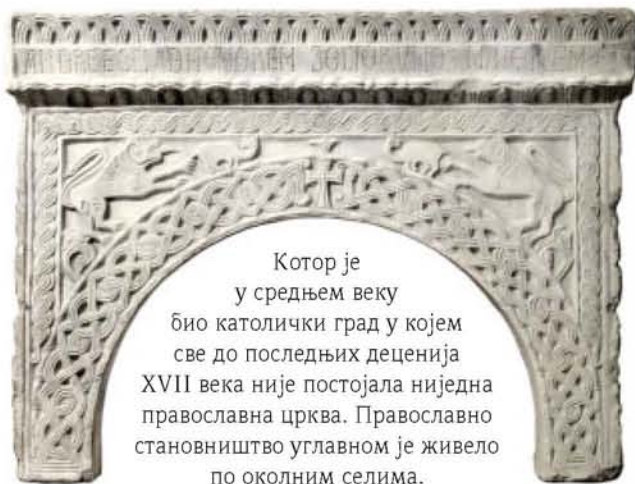 Котор је
у средњем веку
био католички град у којем
све до последњих деценија
XVII века није постојала ниједна
православна црква. Православно
становништво углавном је живело
по околним селима.